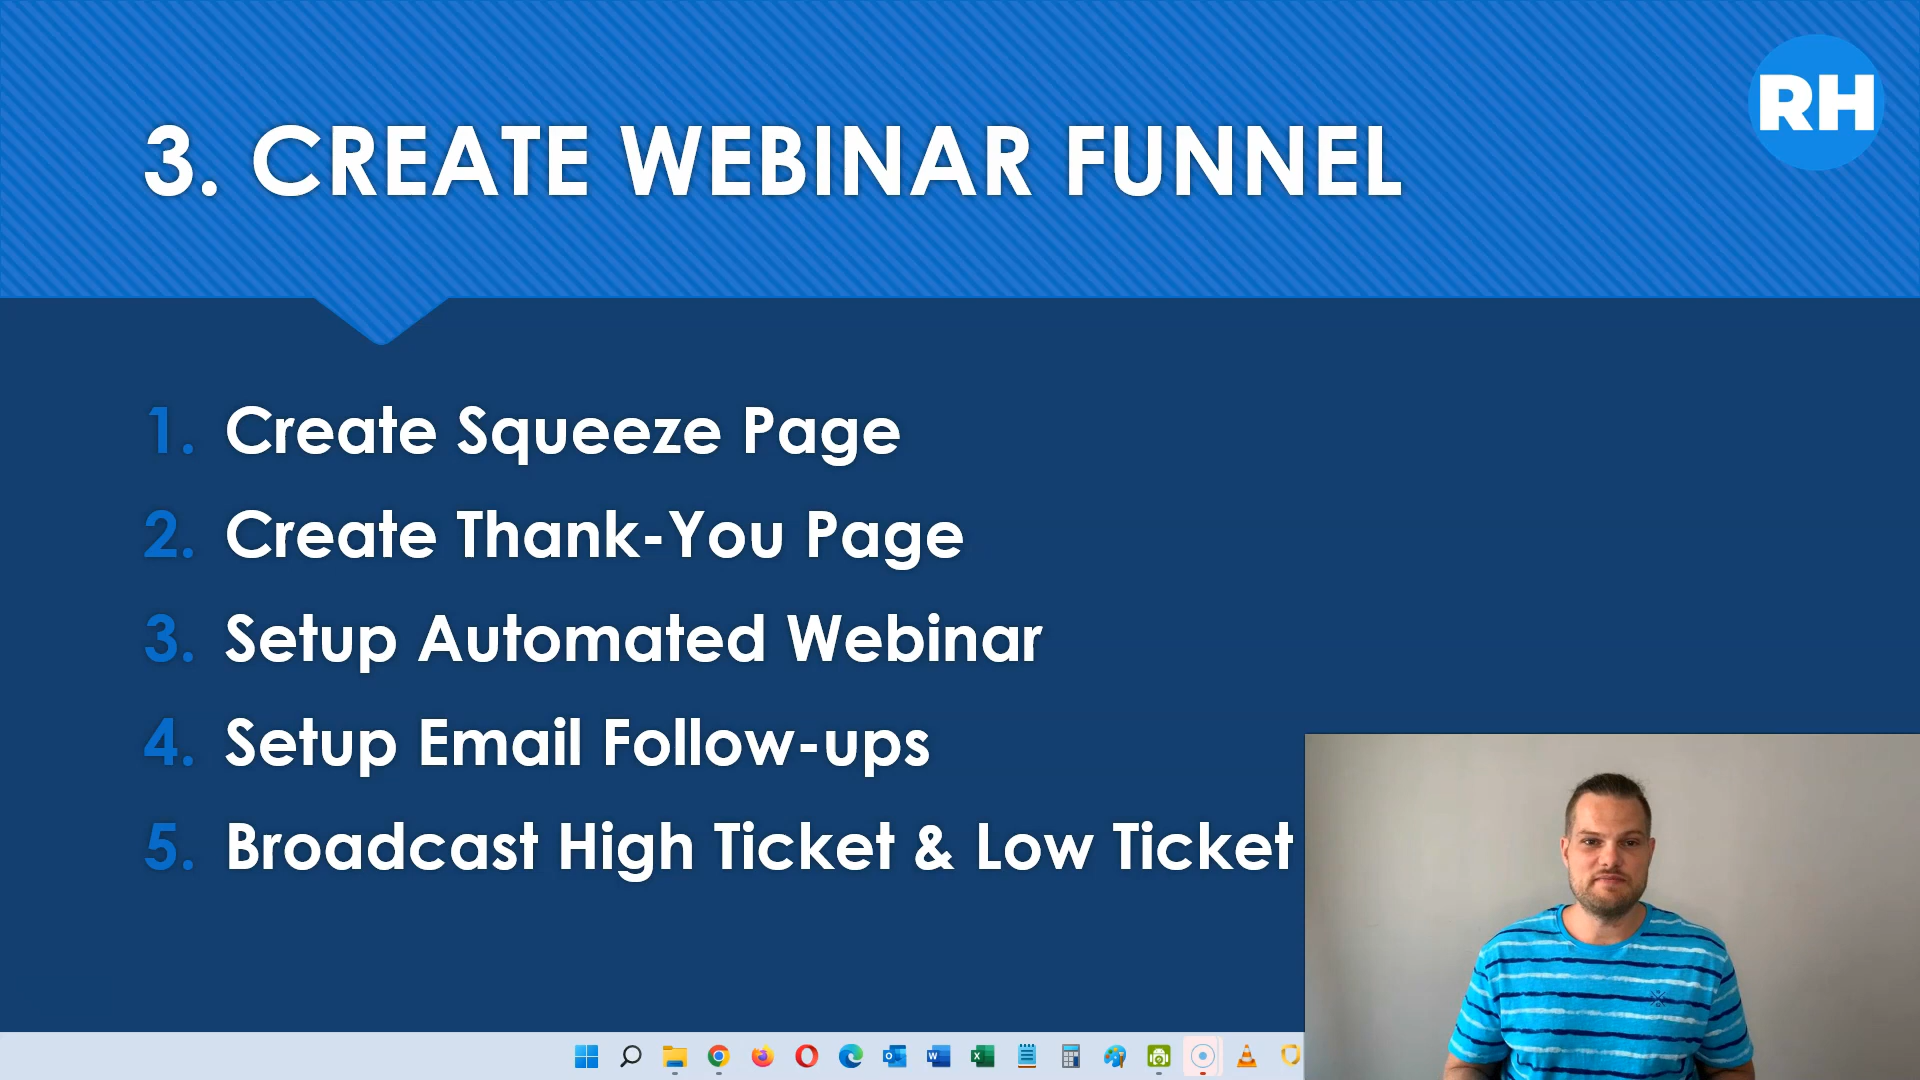 RH
3. CREATE WEBINAR FUNNEL
1. Create Squeeze Page
2. Create Thank-You Page
3. Setup Automated Webinar
4. Setup Email Follow-ups
5. Broadcast High Ticket & Low Ticket